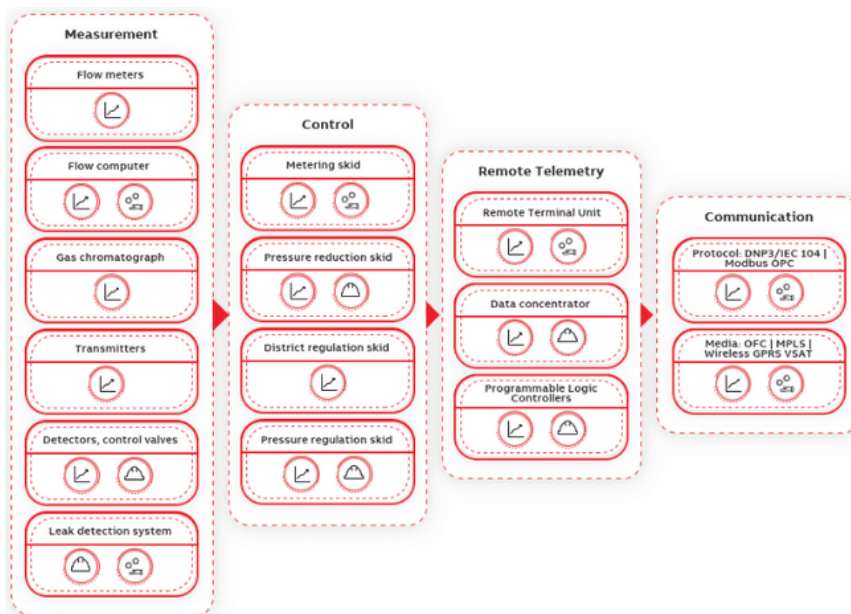 Measurement
Flow meters
Flow computer
Gas chromatograph
Transmitters
Detectors, control valves
Leak detection system
Control
Metering skid
Pressure reduction skid
District regulation skid
Pressure regulation skid
Remote Telemetry
Remote Terminal Unit
Data concentrator
Programmable Logic
Controllers
Communication
Protocol: DNP3/IEC 104 |
Modbus OPC
Media: OFC | MPLS |
Wireless GPRS VSAT